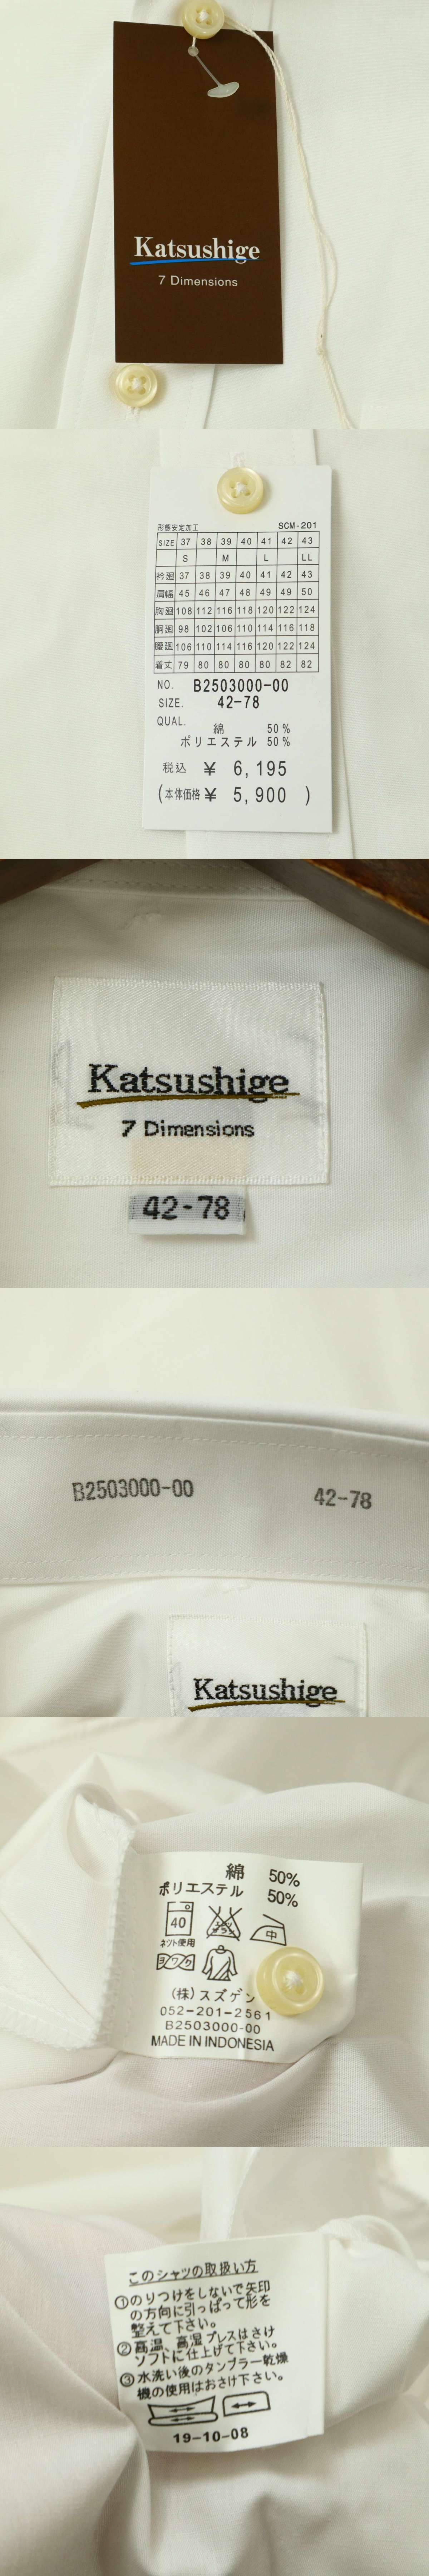 Katsushige
7 Dimensions
形態安定加工 SCM-201
SIZE 37 38 39 40 41 42 43
S M L LL
衿廻 37 38 39 40 41 42 43
肩幅 45 46 47 48 49 49 50
胸廻 108 112 116 118 120 122 124
胴廻 98 102 106 110 114 116 118
腰廻 106 110 114 116 120 122 124
着丈 79 80 80 80 80 82 82
NO. B2503000-00
SIZE. 42-78
QUAL.
綿 50%
ポリエステル 50%
税込 ¥ 6,195
(本体価格 ¥ 5,900 )
Katsushige
7 Dimensions
42-78
B2503000-00 42-78
Katsushige
綿 50%
ポリエステル 50%
40 中
ネット使用
ヨワク
(株)スズゲン
052-201-2561
B2503000-00
MADE IN INDONESIA
このシャツの取扱い方
①のりつけをしないで矢印
の方向に引っぱって形を
整えて下さい。
②高温、高湿プレスはさけ
ソフトに仕上げて下さい。
③水洗い後のタンブラー乾燥
機の使用はおさけ下さい。
19-10-08